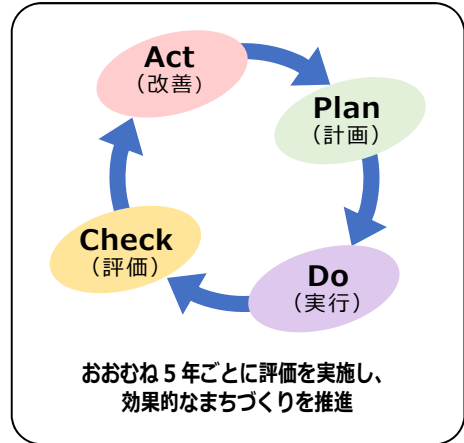 Act
(改善)
Plan
(計画)
Do
(実行)
Check
(評価)
おおむね 5 年ごとに評価を実施し、
効果的なまちづくりを推進